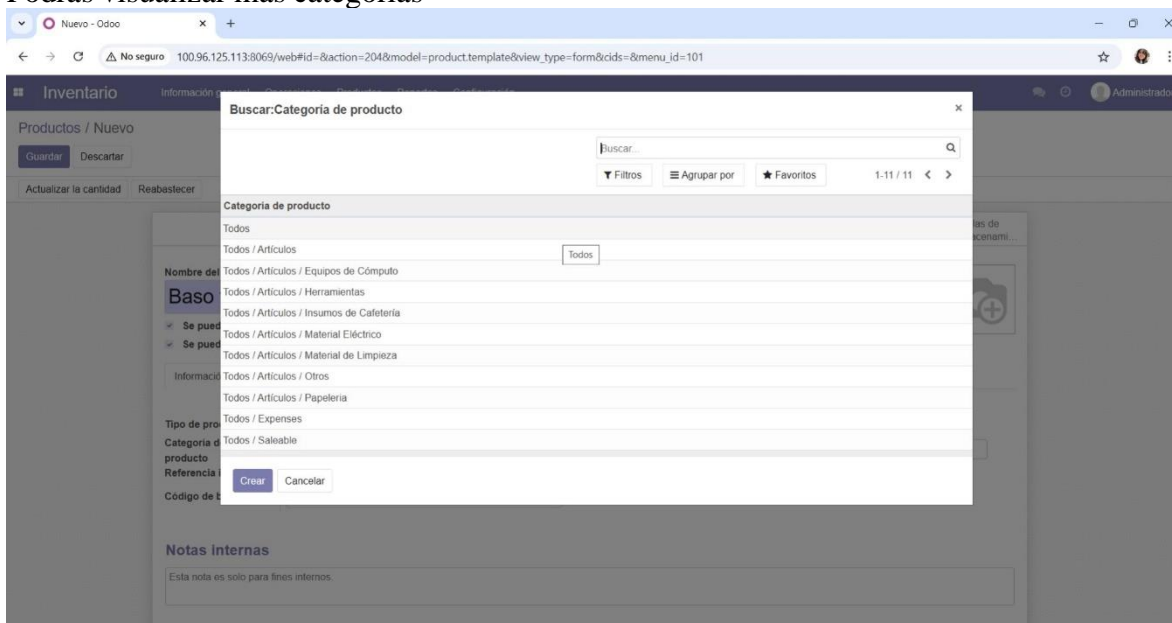 Podrás visualizar más categorías
Nuevo - Odoo
No seguro 100.96.125.113:8069/web#id=&action=204&model=product.template&view_type=form&cids=&menu_id=101
Inventario Información Administrador
Buscar:Categoría de producto
Productos / Nuevo
Buscar...
Guardar Descartar
Filtros Agrupar por Favoritos 1-11 / 11
Actualizar la cantidad Reabastecer
Categoría de producto
Todos
Todos / Artículos
Todos
Todos / Artículos / Equipos de Cómputo
Todos / Artículos / Herramientas
Todos / Artículos / Insumos de Cafetería
Todos / Artículos / Material Eléctrico
Todos / Artículos / Material de Limpieza
Todos / Artículos / Otros
Todos / Artículos / Papeleria
Todos / Expenses
Todos / Saleable
Crear Cancelar
Nombre del
Baso
Se pued
Se pued
Informació
Tipo de pro
Categoría d
producto
Referencia i
Código de b
Notas internas
Esta nota es solo para fines internos.